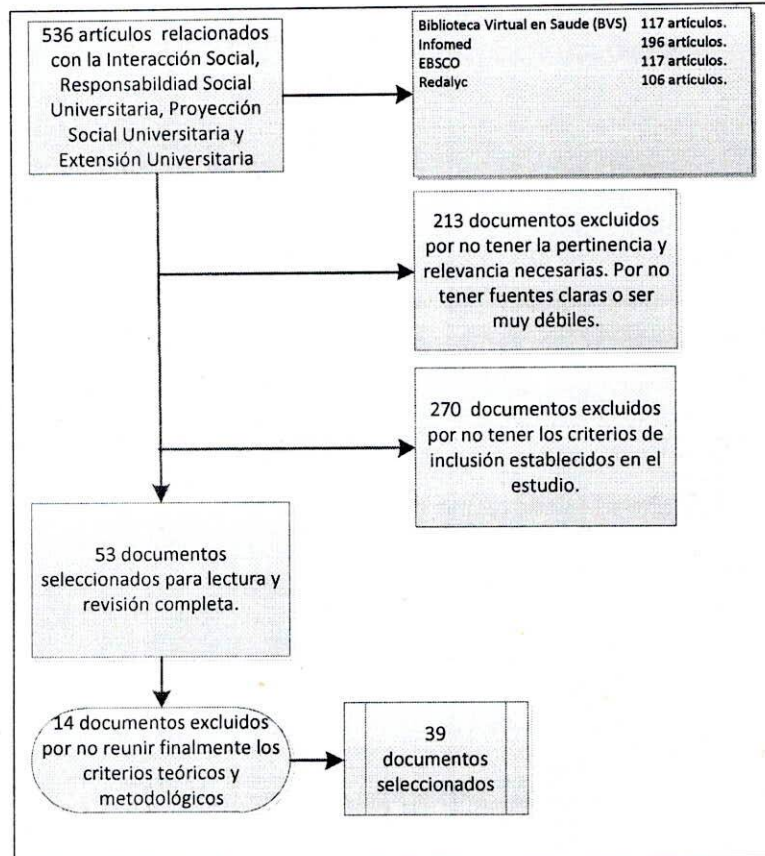 536 artículos relacionados
con la Interacción Social,
Responsabildiad Social
Universitaria, Proyección
Social Universitaria y
Extensión Universitaria
Biblioteca Virtual en Saude (BVS) 117 artículos.
Infomed 196 artículos.
EBSCO 117 artículos.
Redalyc 106 artículos.
213 documentos excluidos
por no tener la pertinencia y
relevancia necesarias. Por no
tener fuentes claras o ser
muy débiles.
270 documentos excluidos
por no tener los criterios de
inclusión establecidos en el
estudio.
53 documentos
seleccionados para lectura y
revisión completa.
14 documentos excluidos
por no reunir finalmente los
criterios teóricos y
metodológicos
39
documentos
seleccionados